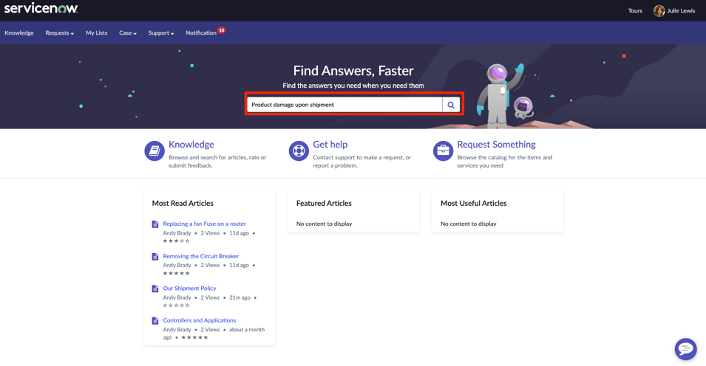 servicenow
Tours
Julie Lewis
Knowledge
Requests
My Lists
Case
Support
Notification
10
Find Answers, Faster
Find the answers you need when you need them
Product damage upon shipment
Knowledge
Browse and search for articles, rate or
submit feedback.
Get help
Contact support to make a request, or
report a problem.
Request Something
Browse the catalog for the items and
services you need
Most Read Articles
Replacing a fan Fuse on a router
Andy Brady • 3 Views • 11d ago •
★★★☆☆
Removing the Circuit Breaker
Andy Brady • 2 Views • 11d ago •
★★★★★
Our Shipment Policy
Andy Brady • 2 Views • 31m ago •
☆☆☆☆☆
Controllers and Applications
Andy Brady • 2 Views • about a month
ago • ★★★★★
Featured Articles
No content to display
Most Useful Articles
No content to display